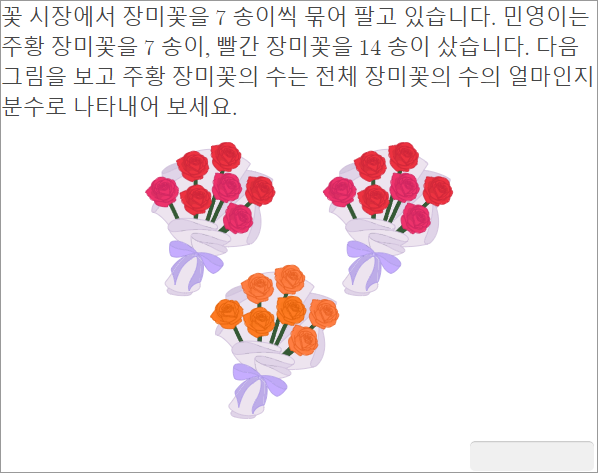 꽃 시장에서 장미꽃을 7 송이씩 묶어 팔고 있습니다. 민영이는
주황 장미꽃을 7 송이, 빨간 장미꽃을 14 송이 샀습니다. 다음
그림을 보고 주황 장미꽃의 수는 전체 장미꽃의 수의 얼마인지
분수로 나타내어 보세요.